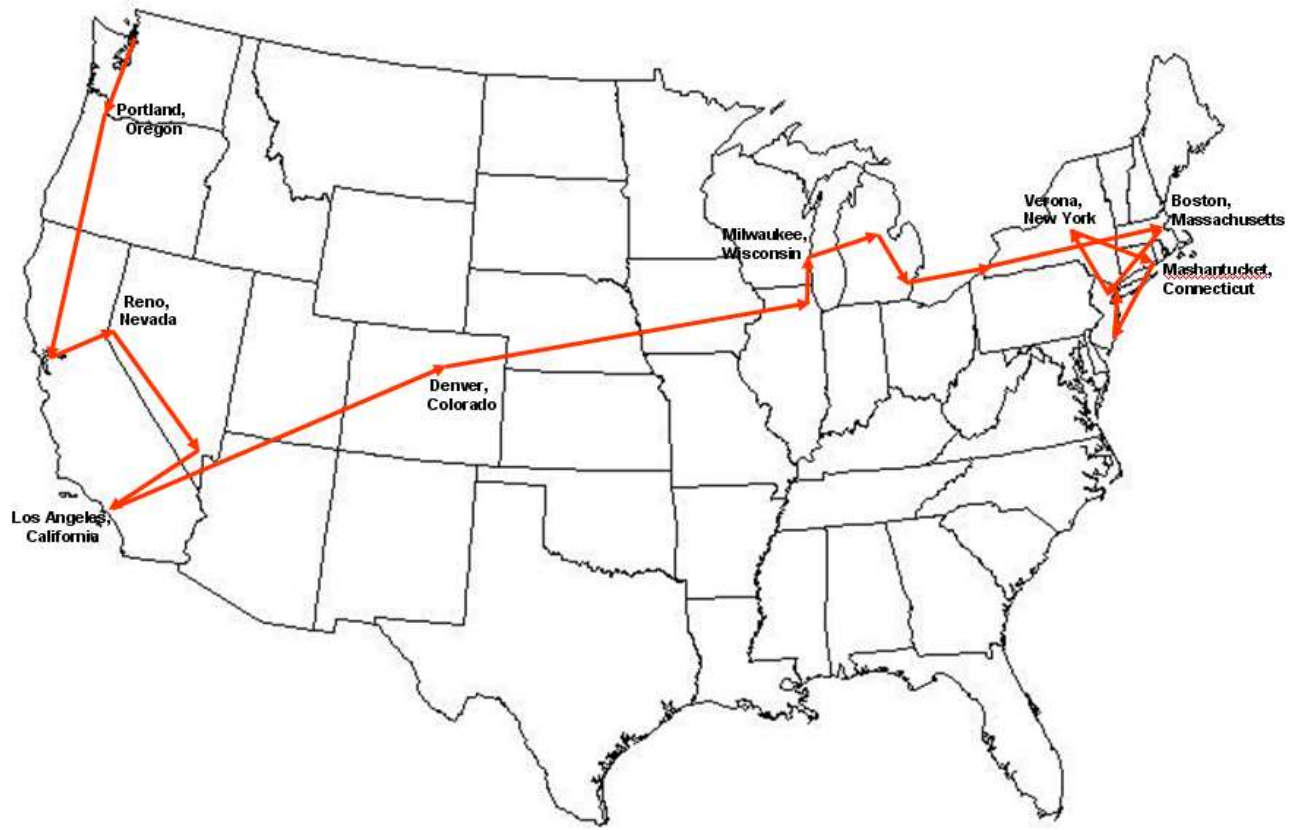 Portland,
Oregon
Reno,
Nevada
Los Angeles,
California
Denver,
Colorado
Milwaukee,
Wisconsin
Verona,
New York
Boston,
Massachusetts
Mashantucket,
Connecticut